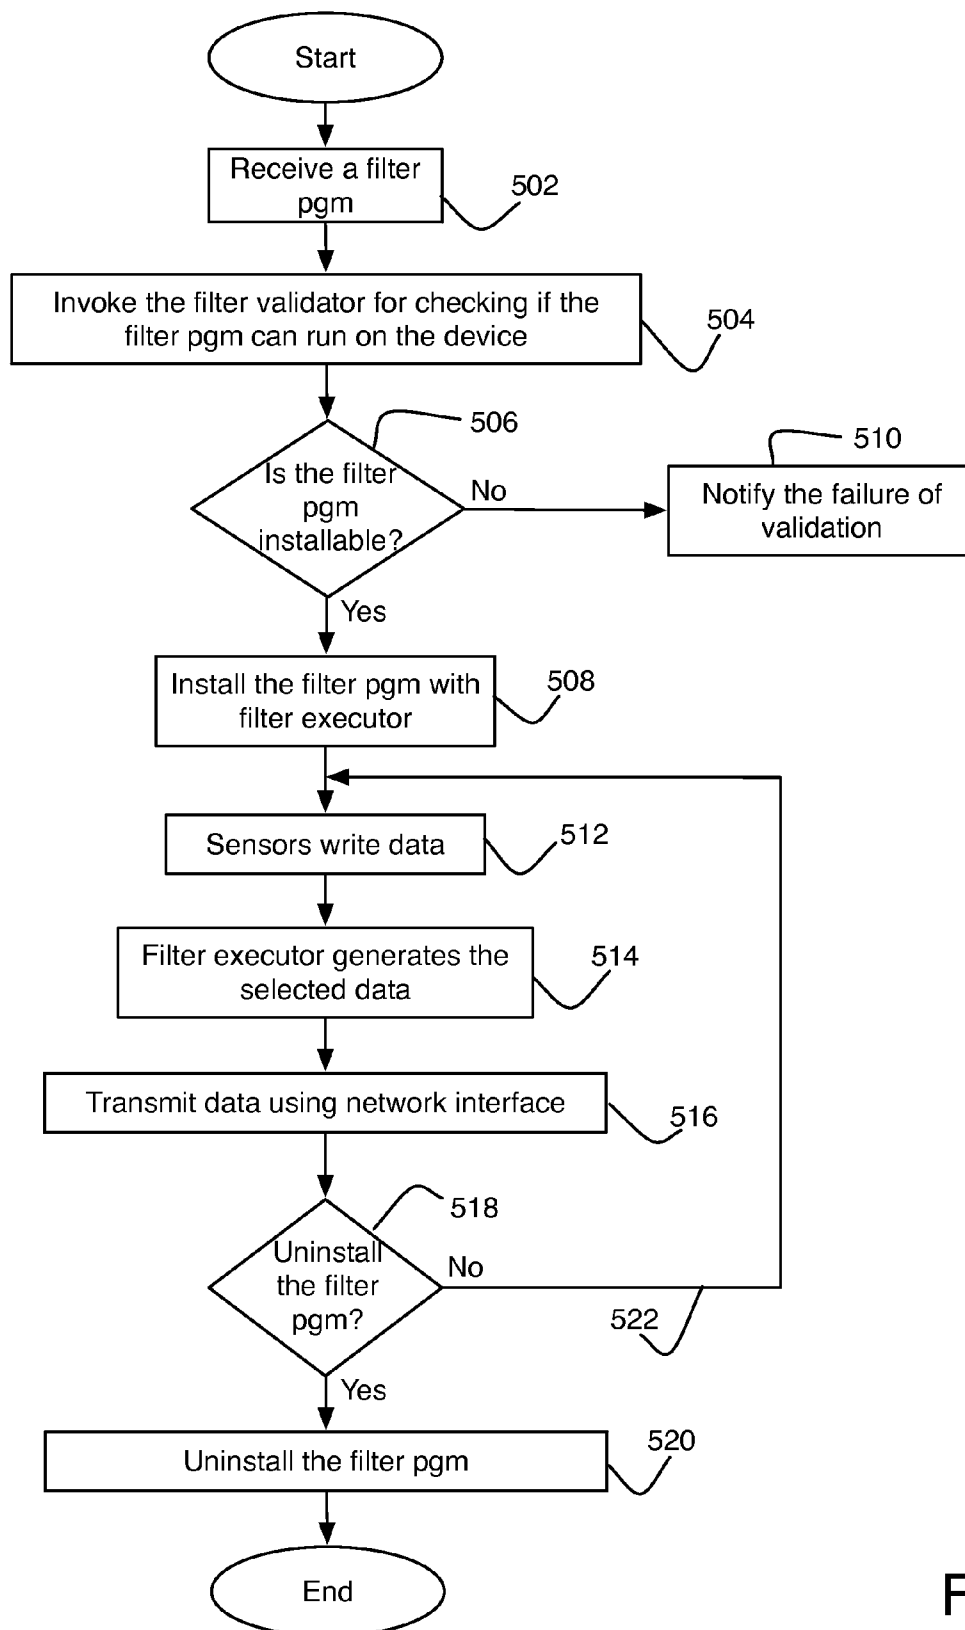 Start
Receive a filter
pgm
502
Invoke the filter validator for checking if the
filter pgm can run on the device
504
506
Is the filter
pgm
installable?
No
510
Notify the failure of
validation
Yes
Install the filter pgm with
filter executor
508
Sensors write data
512
Filter executor generates the
selected data
514
Transmit data using network interface
516
518
Uninstall
the filter
pgm?
No
522
Yes
Uninstall the filter pgm
520
End
F